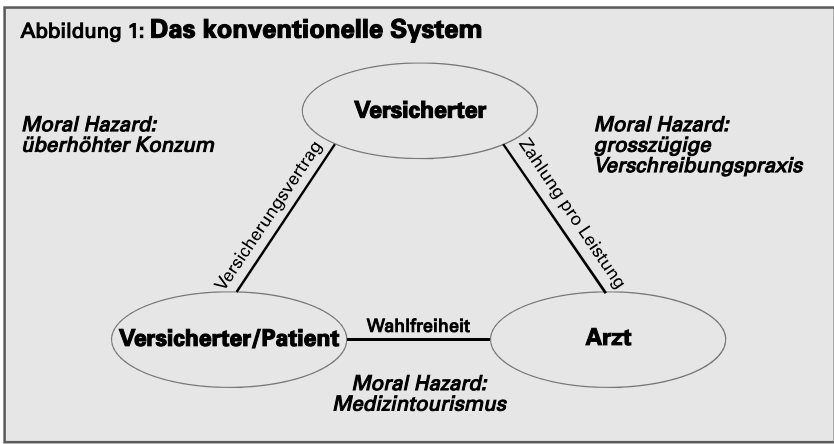 Abbildung 1: Das konventionelle System
Versicherter
Moral Hazard:
überhöhter Konzum
Moral Hazard:
grosszügige
Verschreibungspraxis
Versicherungsvertrag
Zahlung pro Leistung
Versicherter/Patient
Wahlfreiheit
Arzt
Moral Hazard:
Medizintourismus